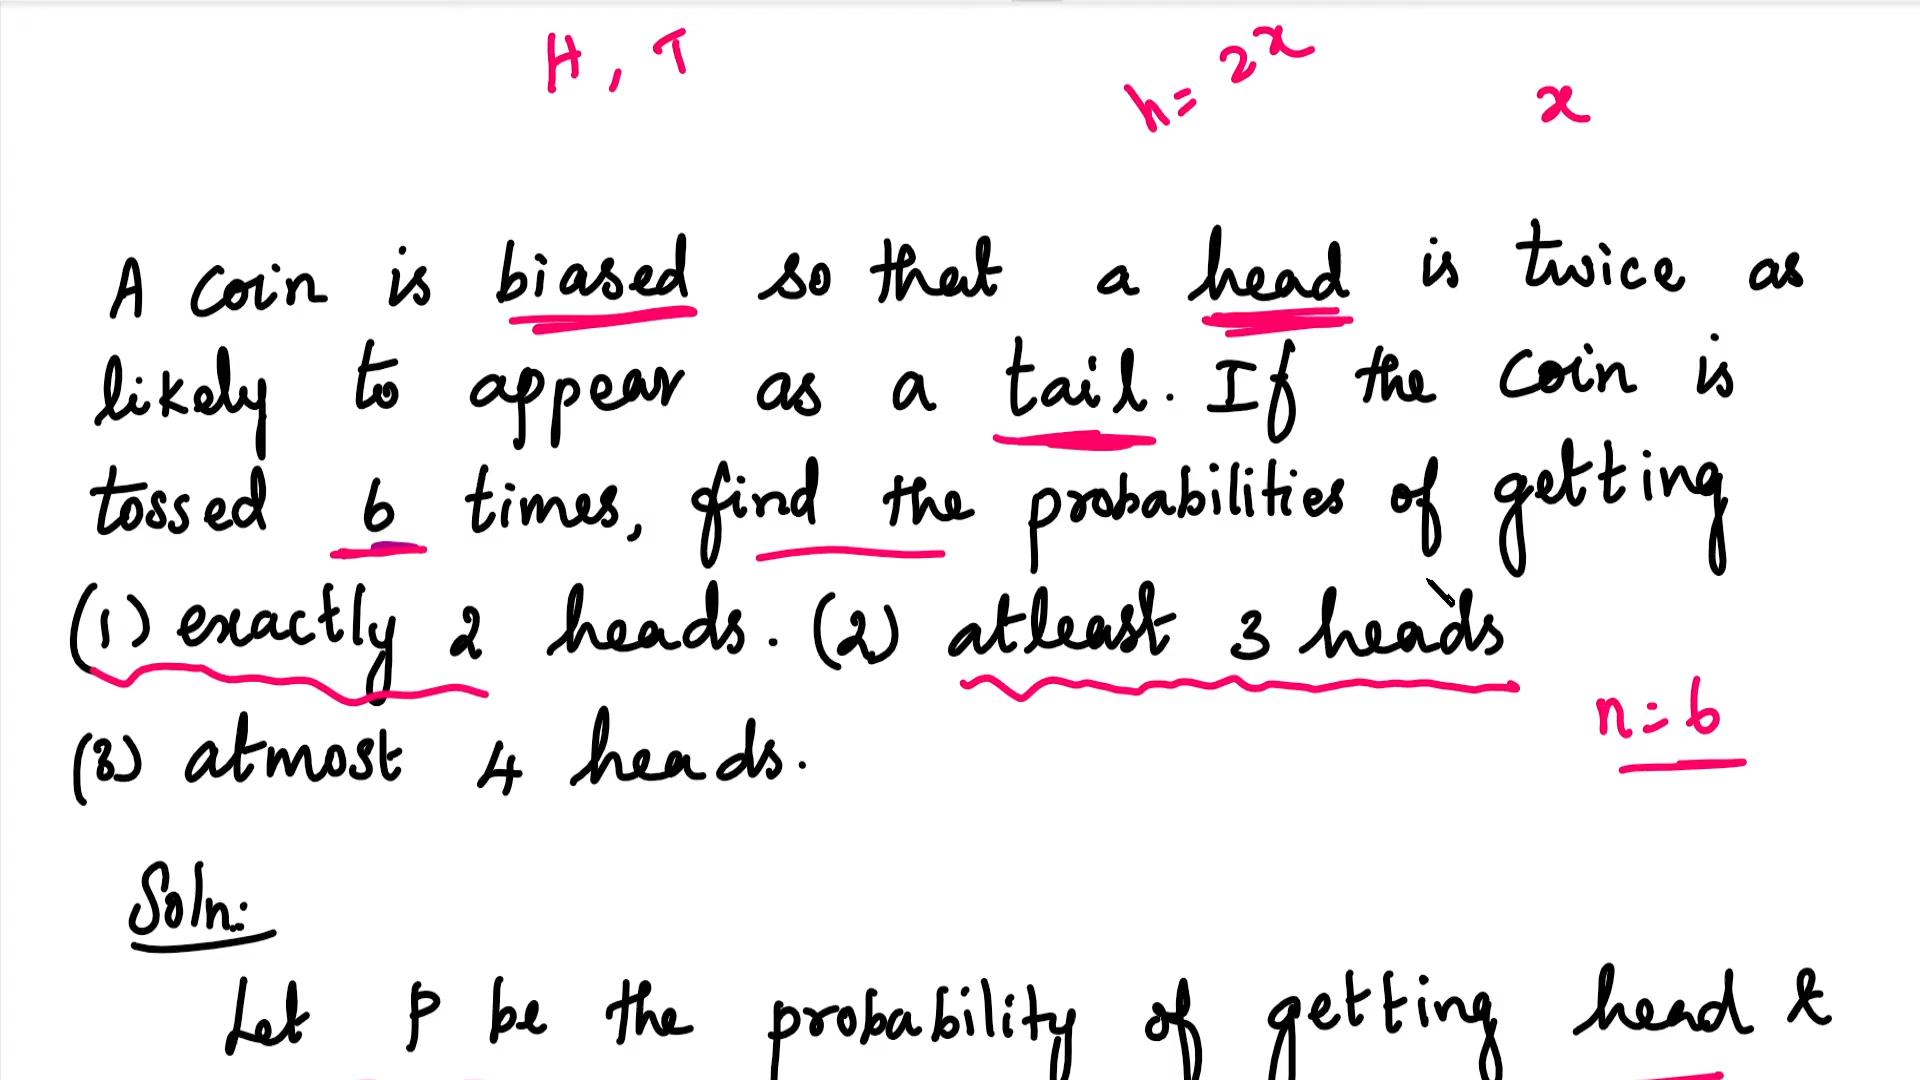 H, T
h = 2x
x
A coin is biased so that a head is twice as
likely to appear as a tail. If the coin is
tossed 6 times, find the probabilities of getting
(1) exactly 2 heads. (2) atleast 3 heads
n = 6
(3) atmost 4 heads.
Soln:
Let p be the probability of getting head &